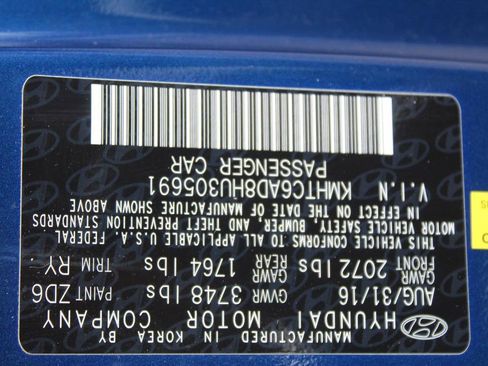 MANUFACTURED IN KOREA BY
HYUNDAI MOTOR COMPANY
AUG/31/16 GVWR 3748 lbs PAINT ZD6
FRONT GAWR 2072 lbs REAR GAWR 1764 lbs TRIM RY
THIS VEHICLE CONFORMS TO ALL APPLICABLE U.S.A. FEDERAL
MOTOR VEHICLE SAFETY, BUMPER, AND THEFT PREVENTION STANDARDS
IN EFFECT ON THE DATE OF MANUFACTURE SHOWN ABOVE
V.I.N KMHTC6AD8HU305691
PASSENGER CAR